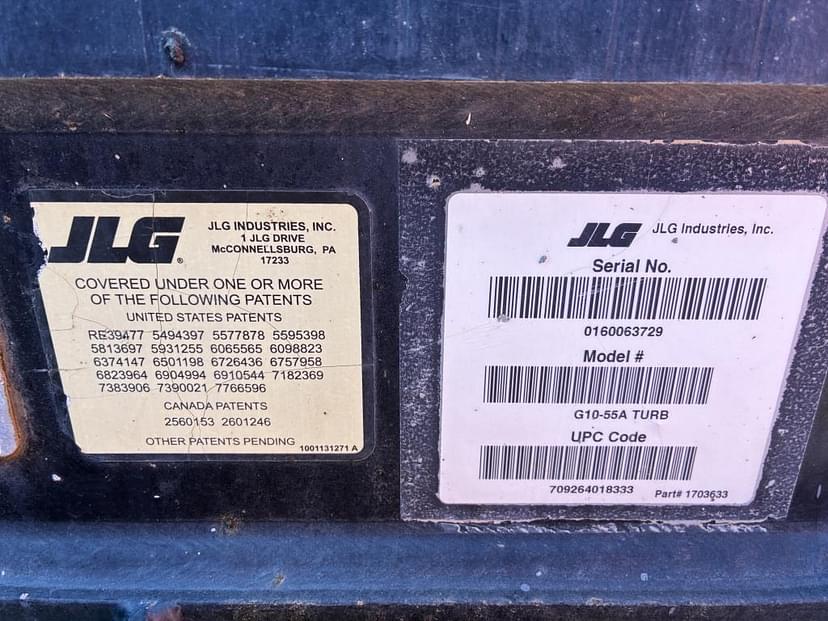 JLG®
JLG INDUSTRIES, INC.
1 JLG DRIVE
McCONNELLSBURG, PA
17233
COVERED UNDER ONE OR MORE
OF THE FOLLOWING PATENTS
UNITED STATES PATENTS
RE39477 5494397 5577878 5595398
5813697 5931255 6065565 6098823
6374147 6501198 6726436 6757958
6823964 6904994 6910544 7182369
7383906 7390021 7766596
CANADA PATENTS
2560153 2601246
OTHER PATENTS PENDING
1001131271 A
JLG JLG Industries, Inc.
Serial No.
0160063729
Model #
G10-55A TURB
UPC Code
709264018333
Part# 1703633